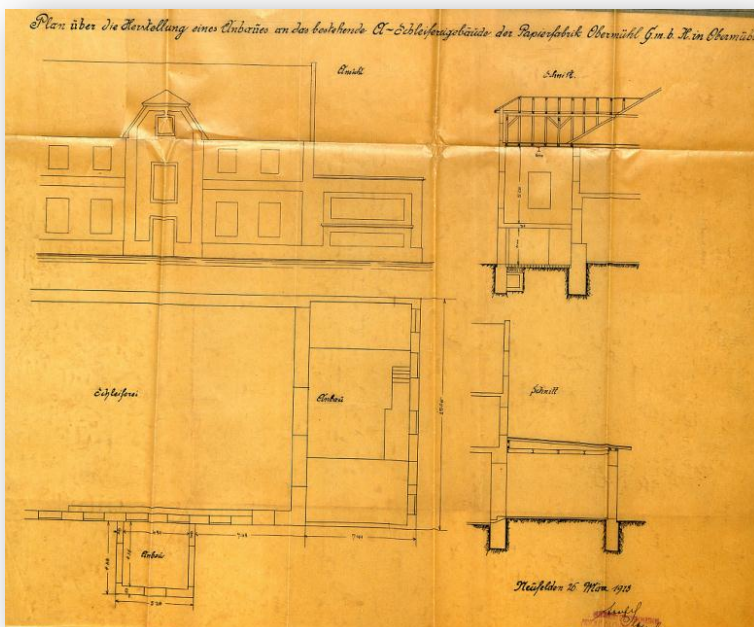 Plan über die Herstellung eines Anbaues an das bestehende A-Schleifereigebäude der Papierfabrik Obermühl G.m.b.H. in Obermühl
Ansicht
Schnitt.
Schleiferei
Anbau
Schnitt
Anbau
Neufelden 26. März 1913